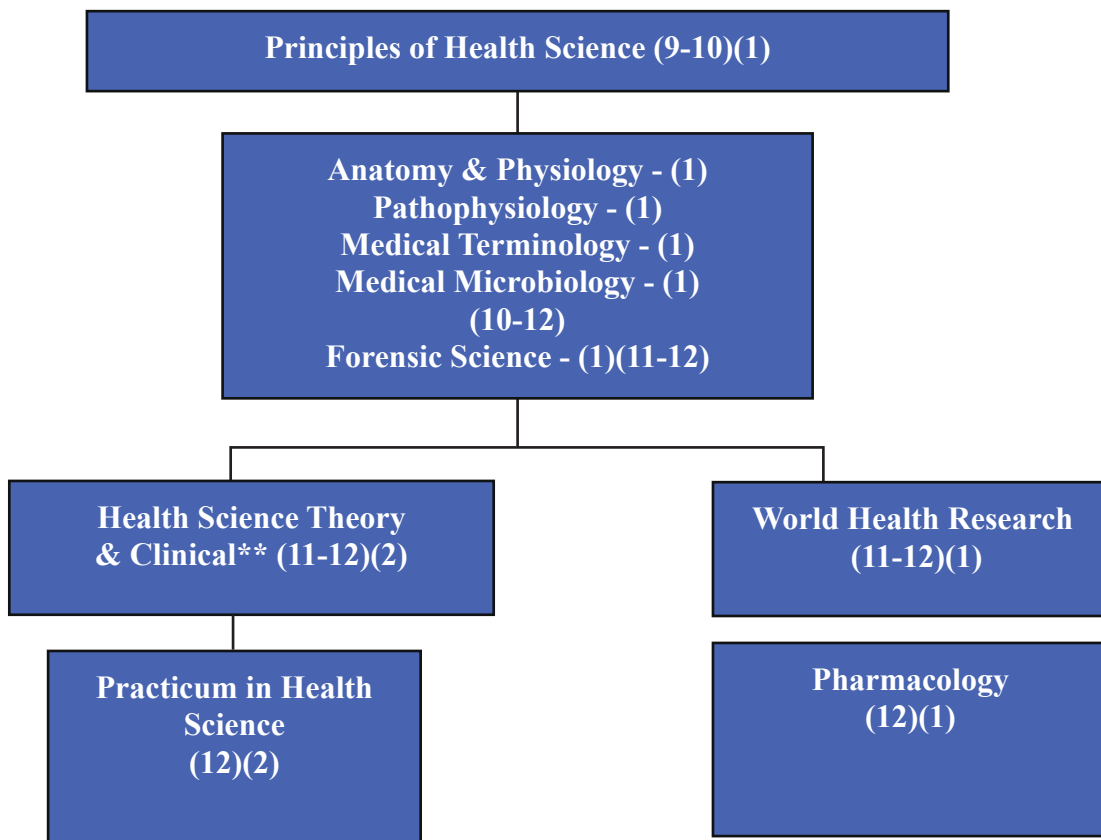 Principles of Health Science (9-10)(1)
Anatomy & Physiology - (1)
Pathophysiology - (1)
Medical Terminology - (1)
Medical Microbiology - (1)
(10-12)
Forensic Science - (1)(11-12)
Health Science Theory
& Clinical** (11-12)(2)
World Health Research
(11-12)(1)
Practicum in Health
Science
(12)(2)
Pharmacology
(12)(1)